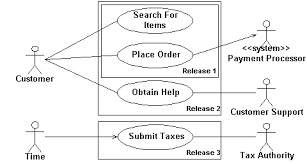 Search For
Items
Place Order
Release 1
<<system>>
Payment Processor
Customer
Obtain Help
Release 2
Customer Support
Submit Taxes
Release 3
Time
Tax Authority